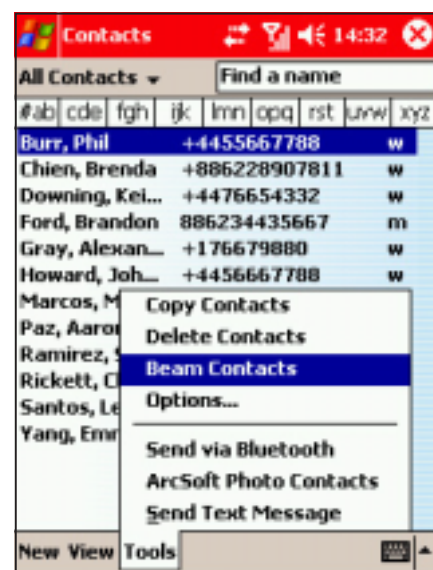 Contacts 14:32
All Contacts Find a name
#ab cde fgh ijk lmn opq rst uvw xyz
Burr, Phil +4455667788 w
Chien, Brenda +886228907811 w
Downing, Kei... +4476654332 w
Ford, Brandon 886234435667 m
Gray, Alexan... +176679880 w
Howard, Joh... +4456667788 w
Marcos, M
Paz, Aaro
Ramirez, S
Rickett, C
Santos, Le
Yang, Emr
Copy Contacts
Delete Contacts
Beam Contacts
Options...
Send via Bluetooth
ArcSoft Photo Contacts
Send Text Message
New View Tools